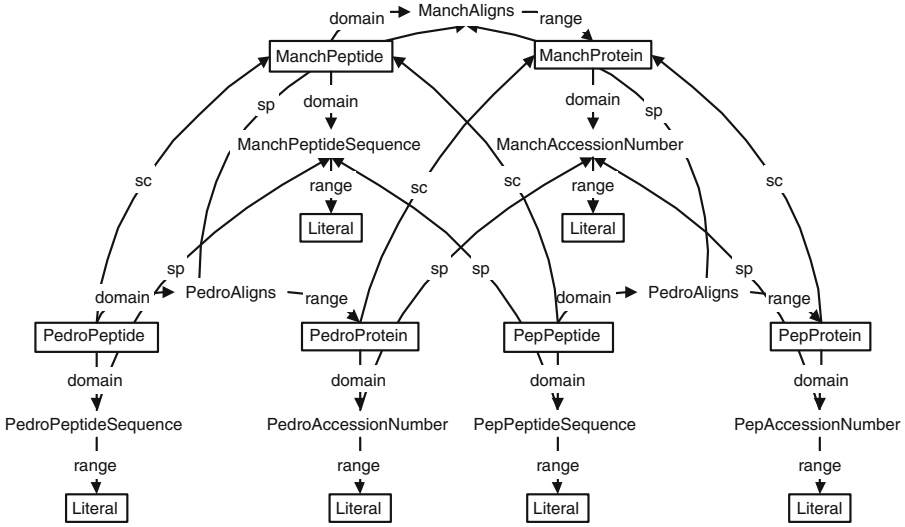 ManchAligns
domain
range
ManchPeptide
ManchProtein
sp
domain
domain
sp
ManchPeptideSequence
ManchAccessionNumber
sc
range
sc
sc
range
sc
Literal
Literal
sp
sp
sp
sp
domain
PedroAligns
range
domain
PedroAligns
range
PedroPeptide
PedroProtein
PepPeptide
PepProtein
domain
domain
domain
domain
PedroPeptideSequence
PedroAccessionNumber
PepPeptideSequence
PepAccessionNumber
range
range
range
range
Literal
Literal
Literal
Literal